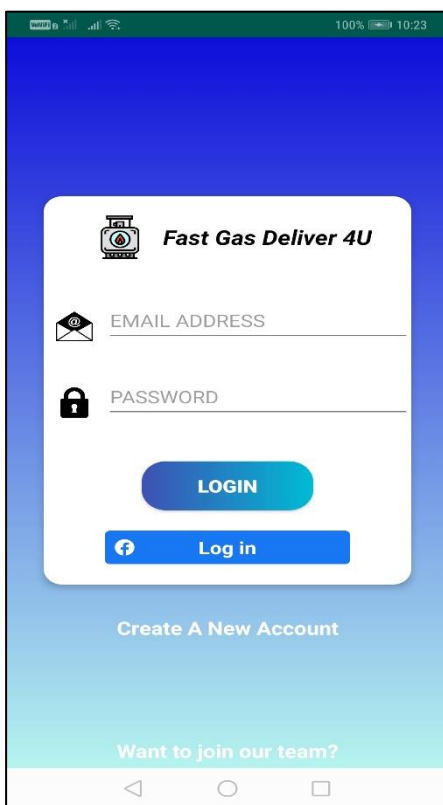 100% 10:23
Fast Gas Deliver 4U
@
EMAIL ADDRESS
PASSWORD
LOGIN
Log in
Create A New Account
Want to join our team?